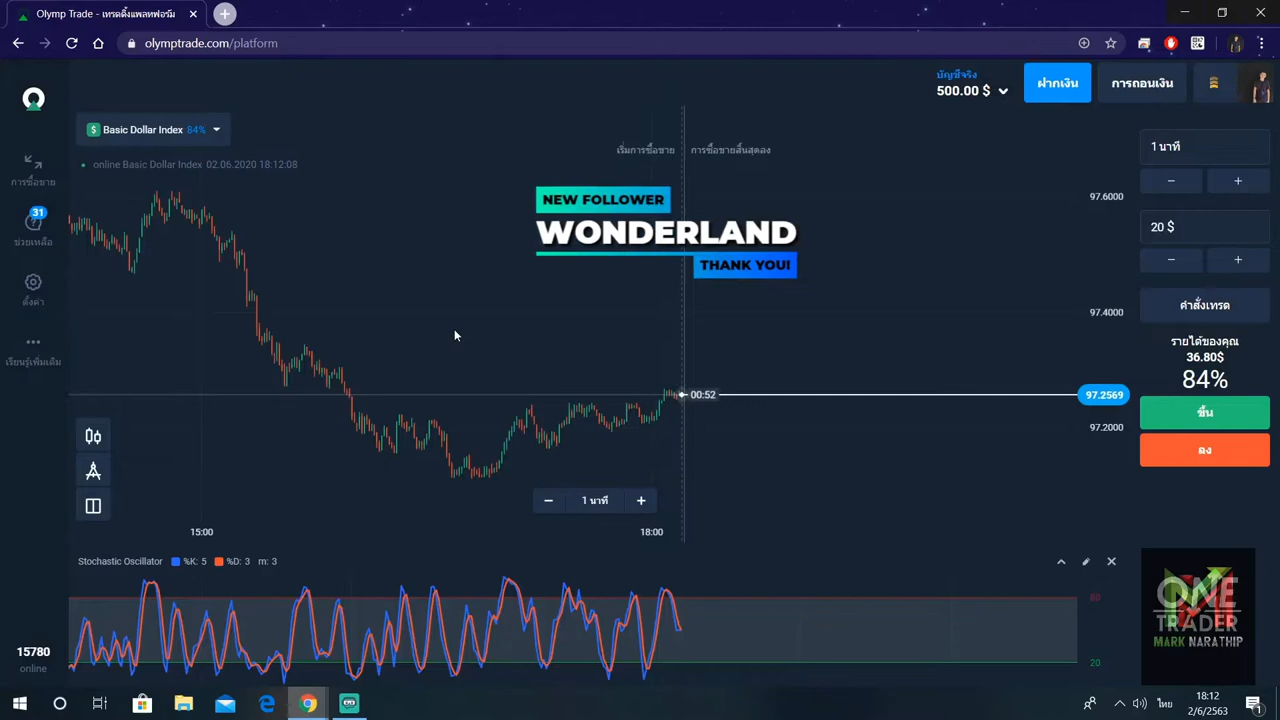 Olymp Trade - เทรดดิ้งแพลทฟอร์ม
olymptrade.com/platform
บัญชีจริง
500.00 $
ฝากเงิน
การถอนเงิน
Basic Dollar Index 84%
online Basic Dollar Index 02.06.2020 18:12:08
เริ่มการซื้อขาย
การซื้อขายสิ้นสุดลง
1 นาที
การซื้อขาย
31
ช่วยเหลือ
ตั้งค่า
เรียนรู้เพิ่มเติม
NEW FOLLOWER
WONDERLAND
THANK YOU!
97.6000
97.4000
97.2569
97.2000
00:52
20 $
คำสั่งเทรด
รายได้ของคุณ
36.80$
84%
ขึ้น
ลง
1 นาที
15:00
18:00
Stochastic Oscillator %K: 5 %D: 3 m: 3
80
20
ONE
TRADER
MARK NARATHIP
15780
online
ไทย
18:12
2/6/2563
1